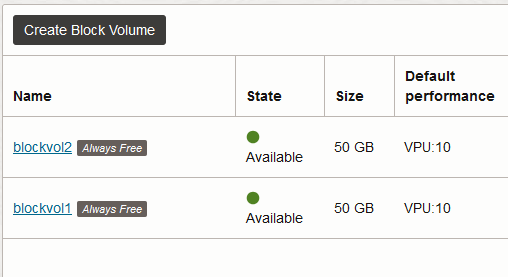 Create Block Volume
Name State Size Default performance
blockvol2 Always Free Available 50 GB VPU:10
blockvol1 Always Free Available 50 GB VPU:10